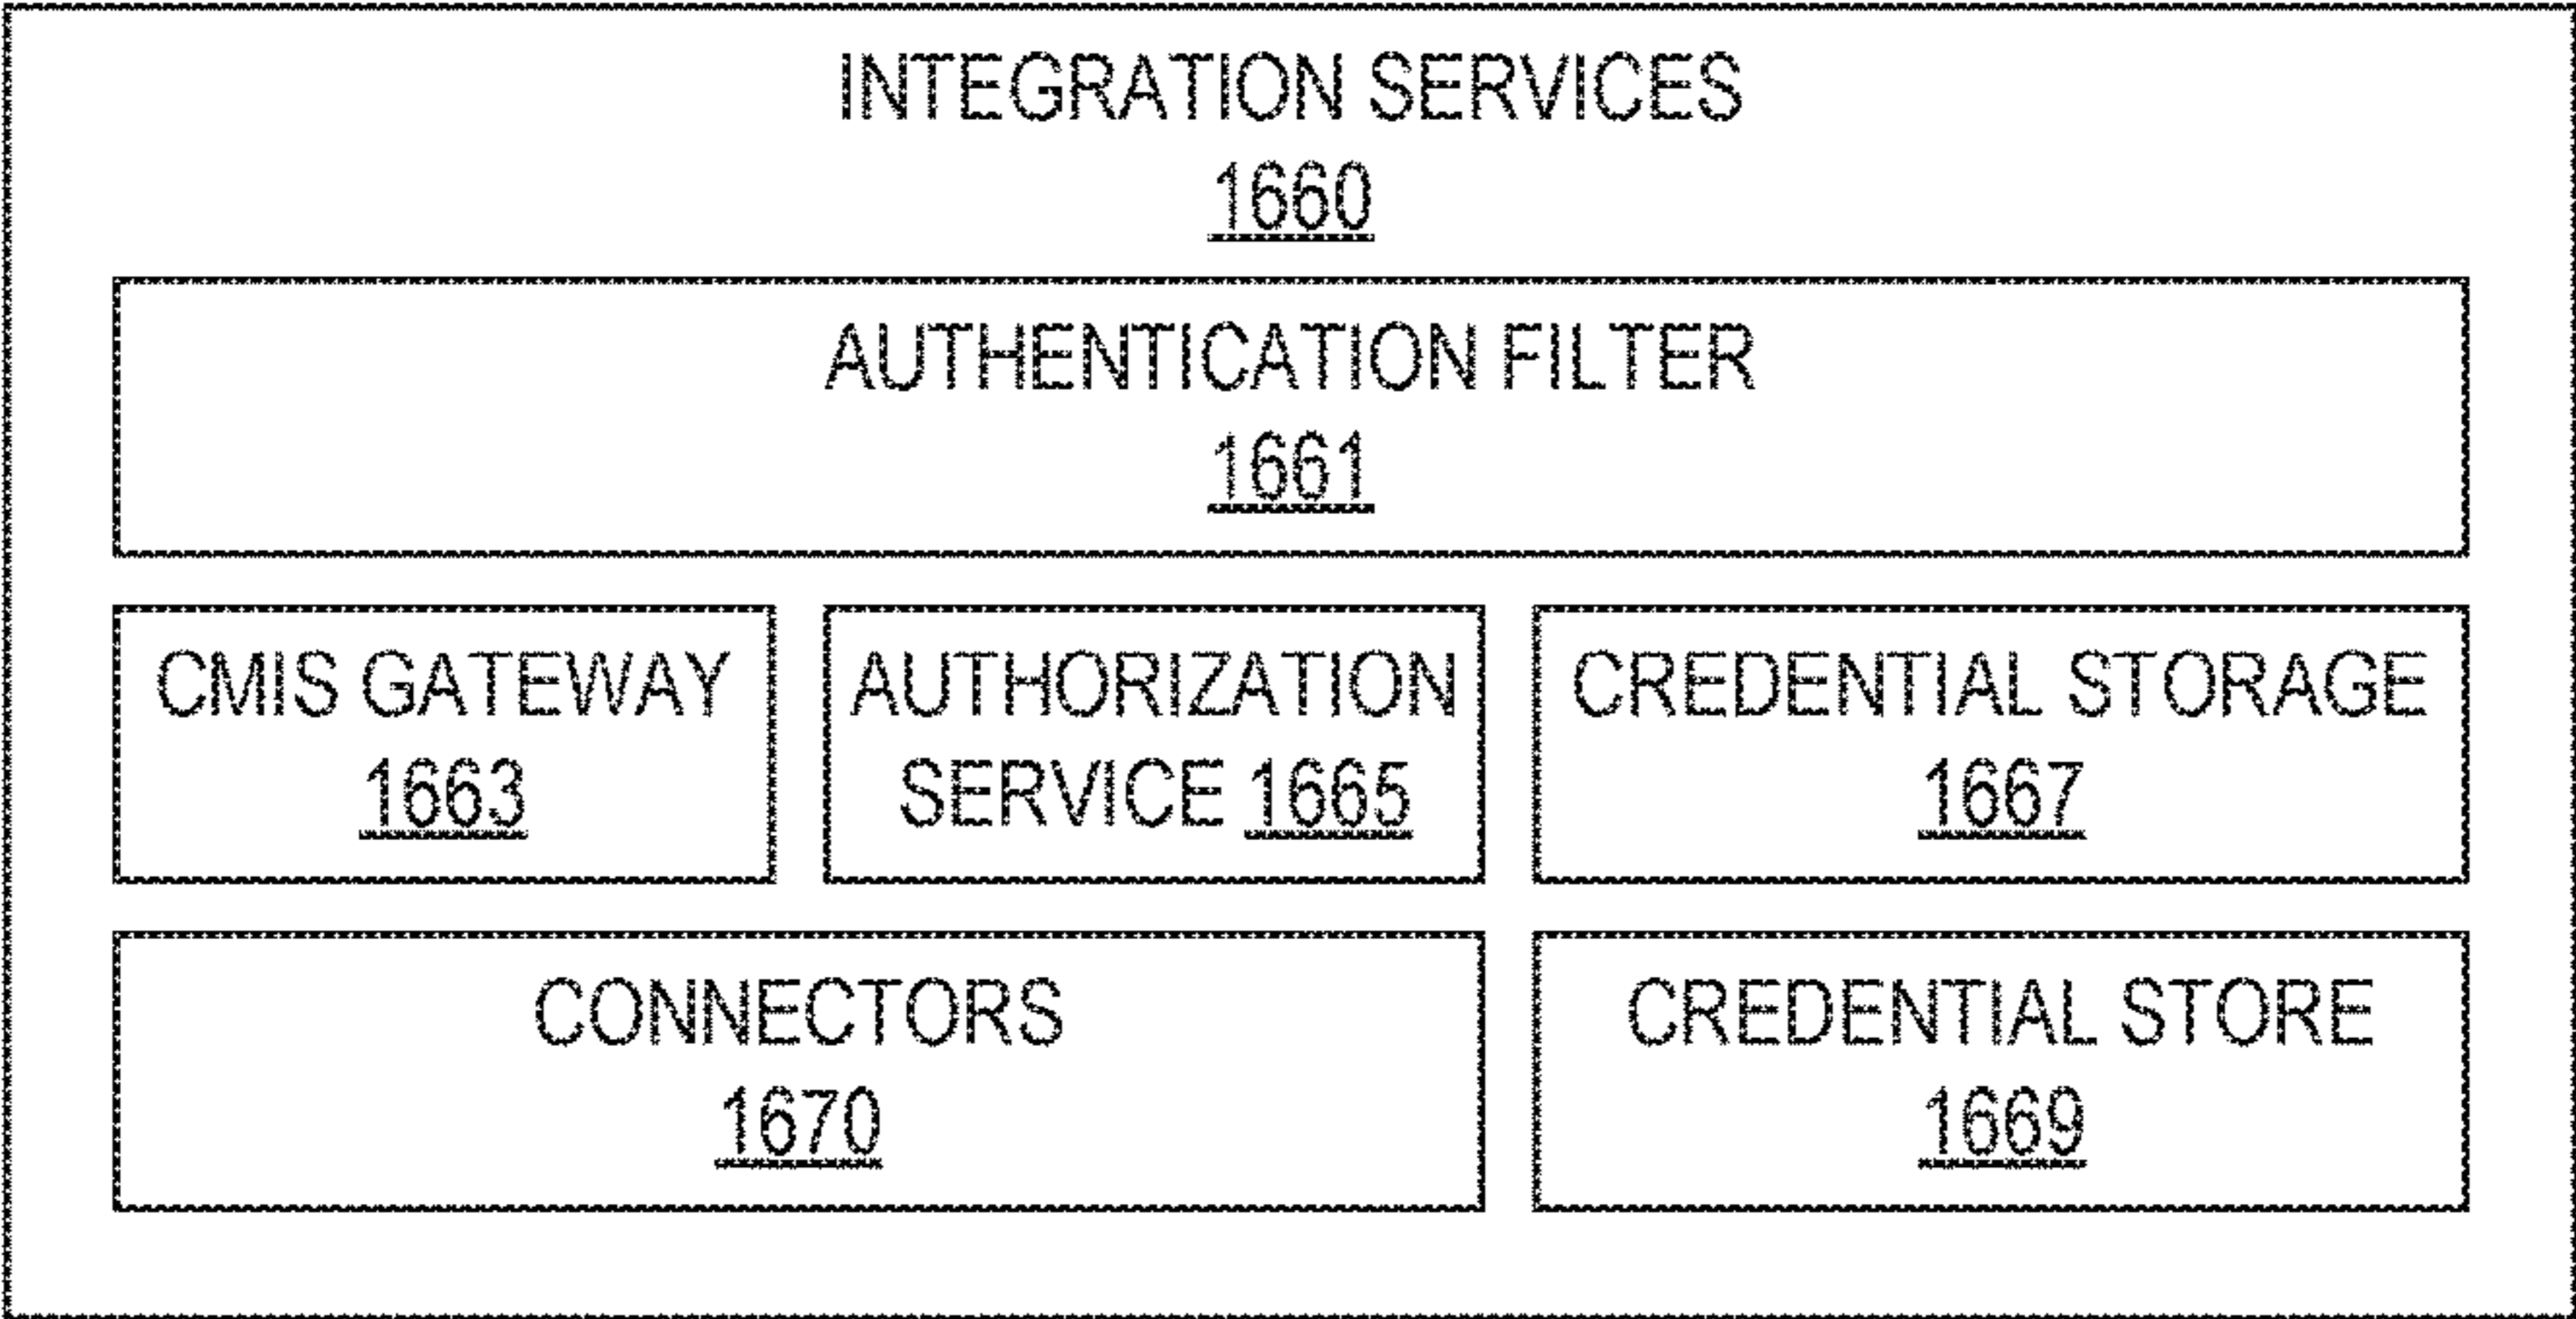 INTEGRATION SERVICES
1660
AUTHENTICATION FILTER
1661
CMIS GATEWAY
1663
AUTHORIZATION
SERVICE 1665
CREDENTIAL STORAGE
1667
CONNECTORS
1670
CREDENTIAL STORE
1669